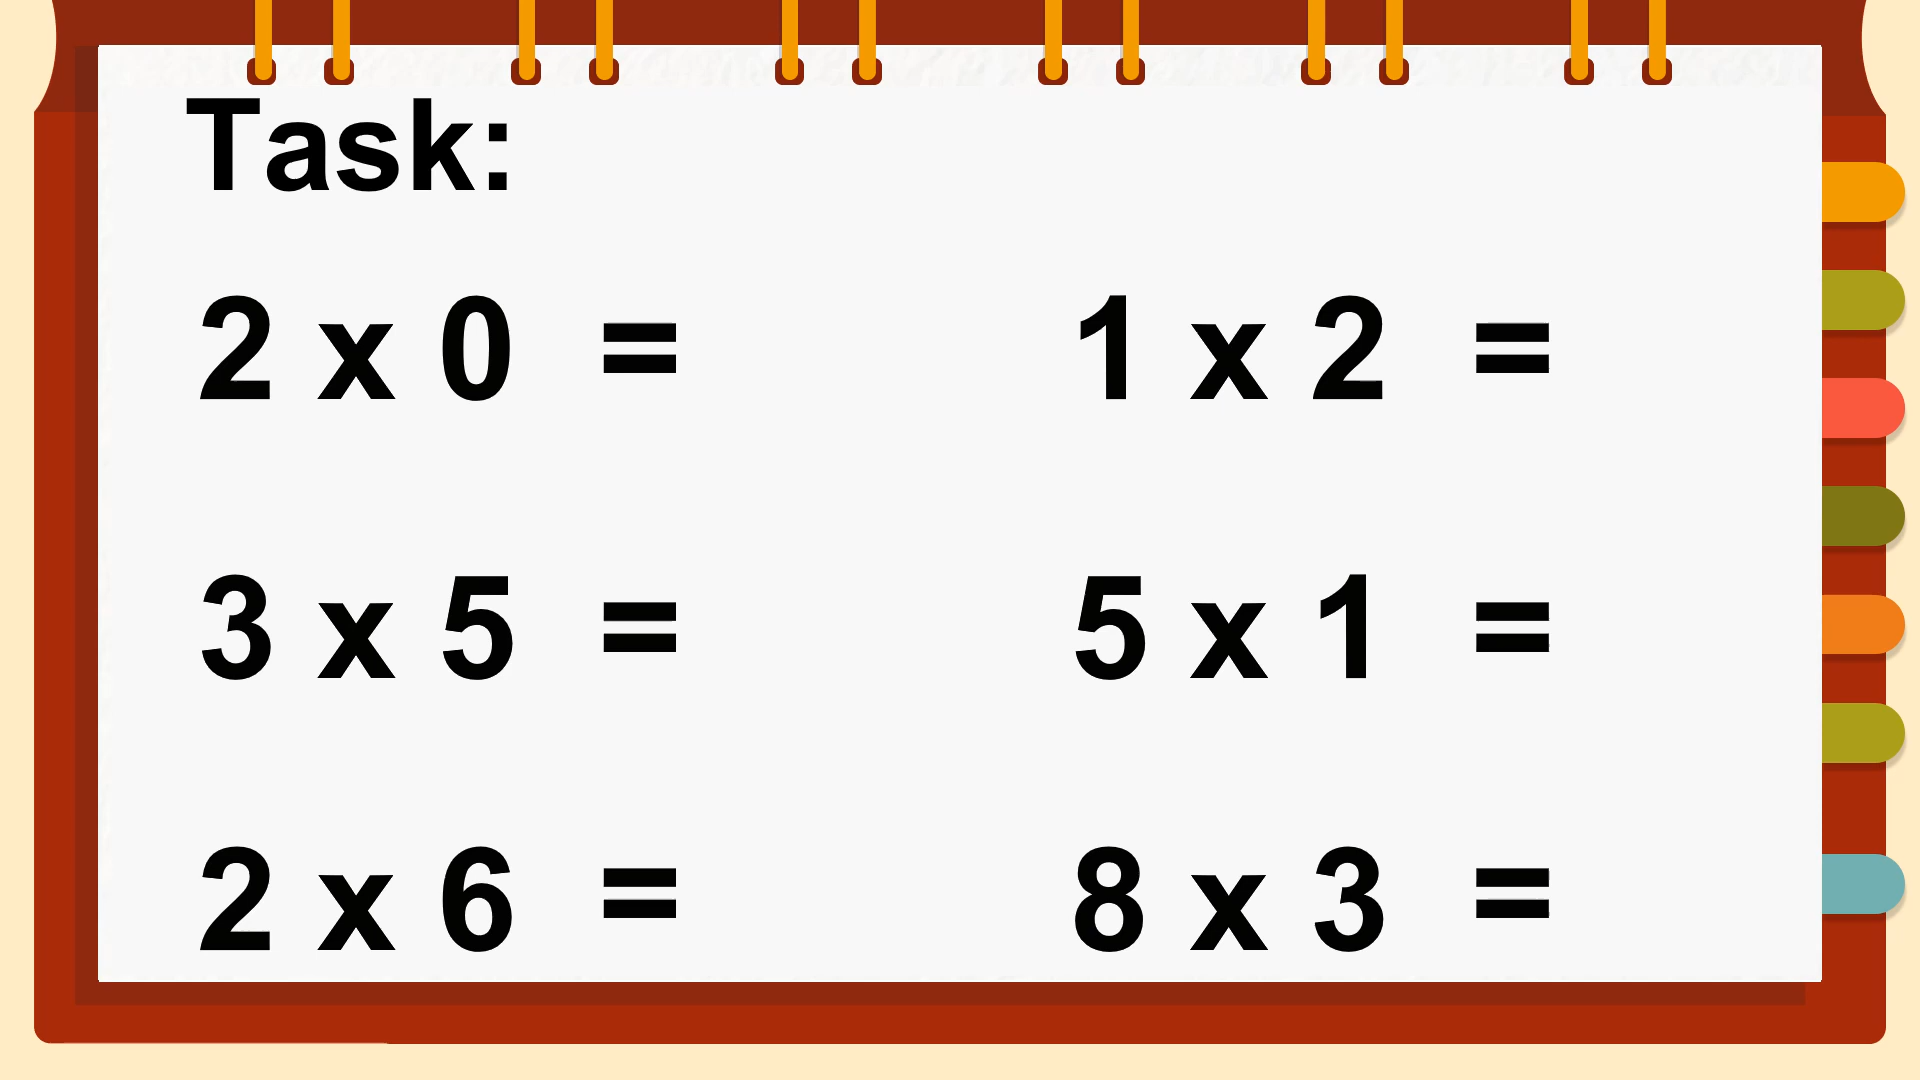 Task:
2 x 0 = 1 x 2 =
3 x 5 = 5 x 1 =
2 x 6 = 8 x 3 =